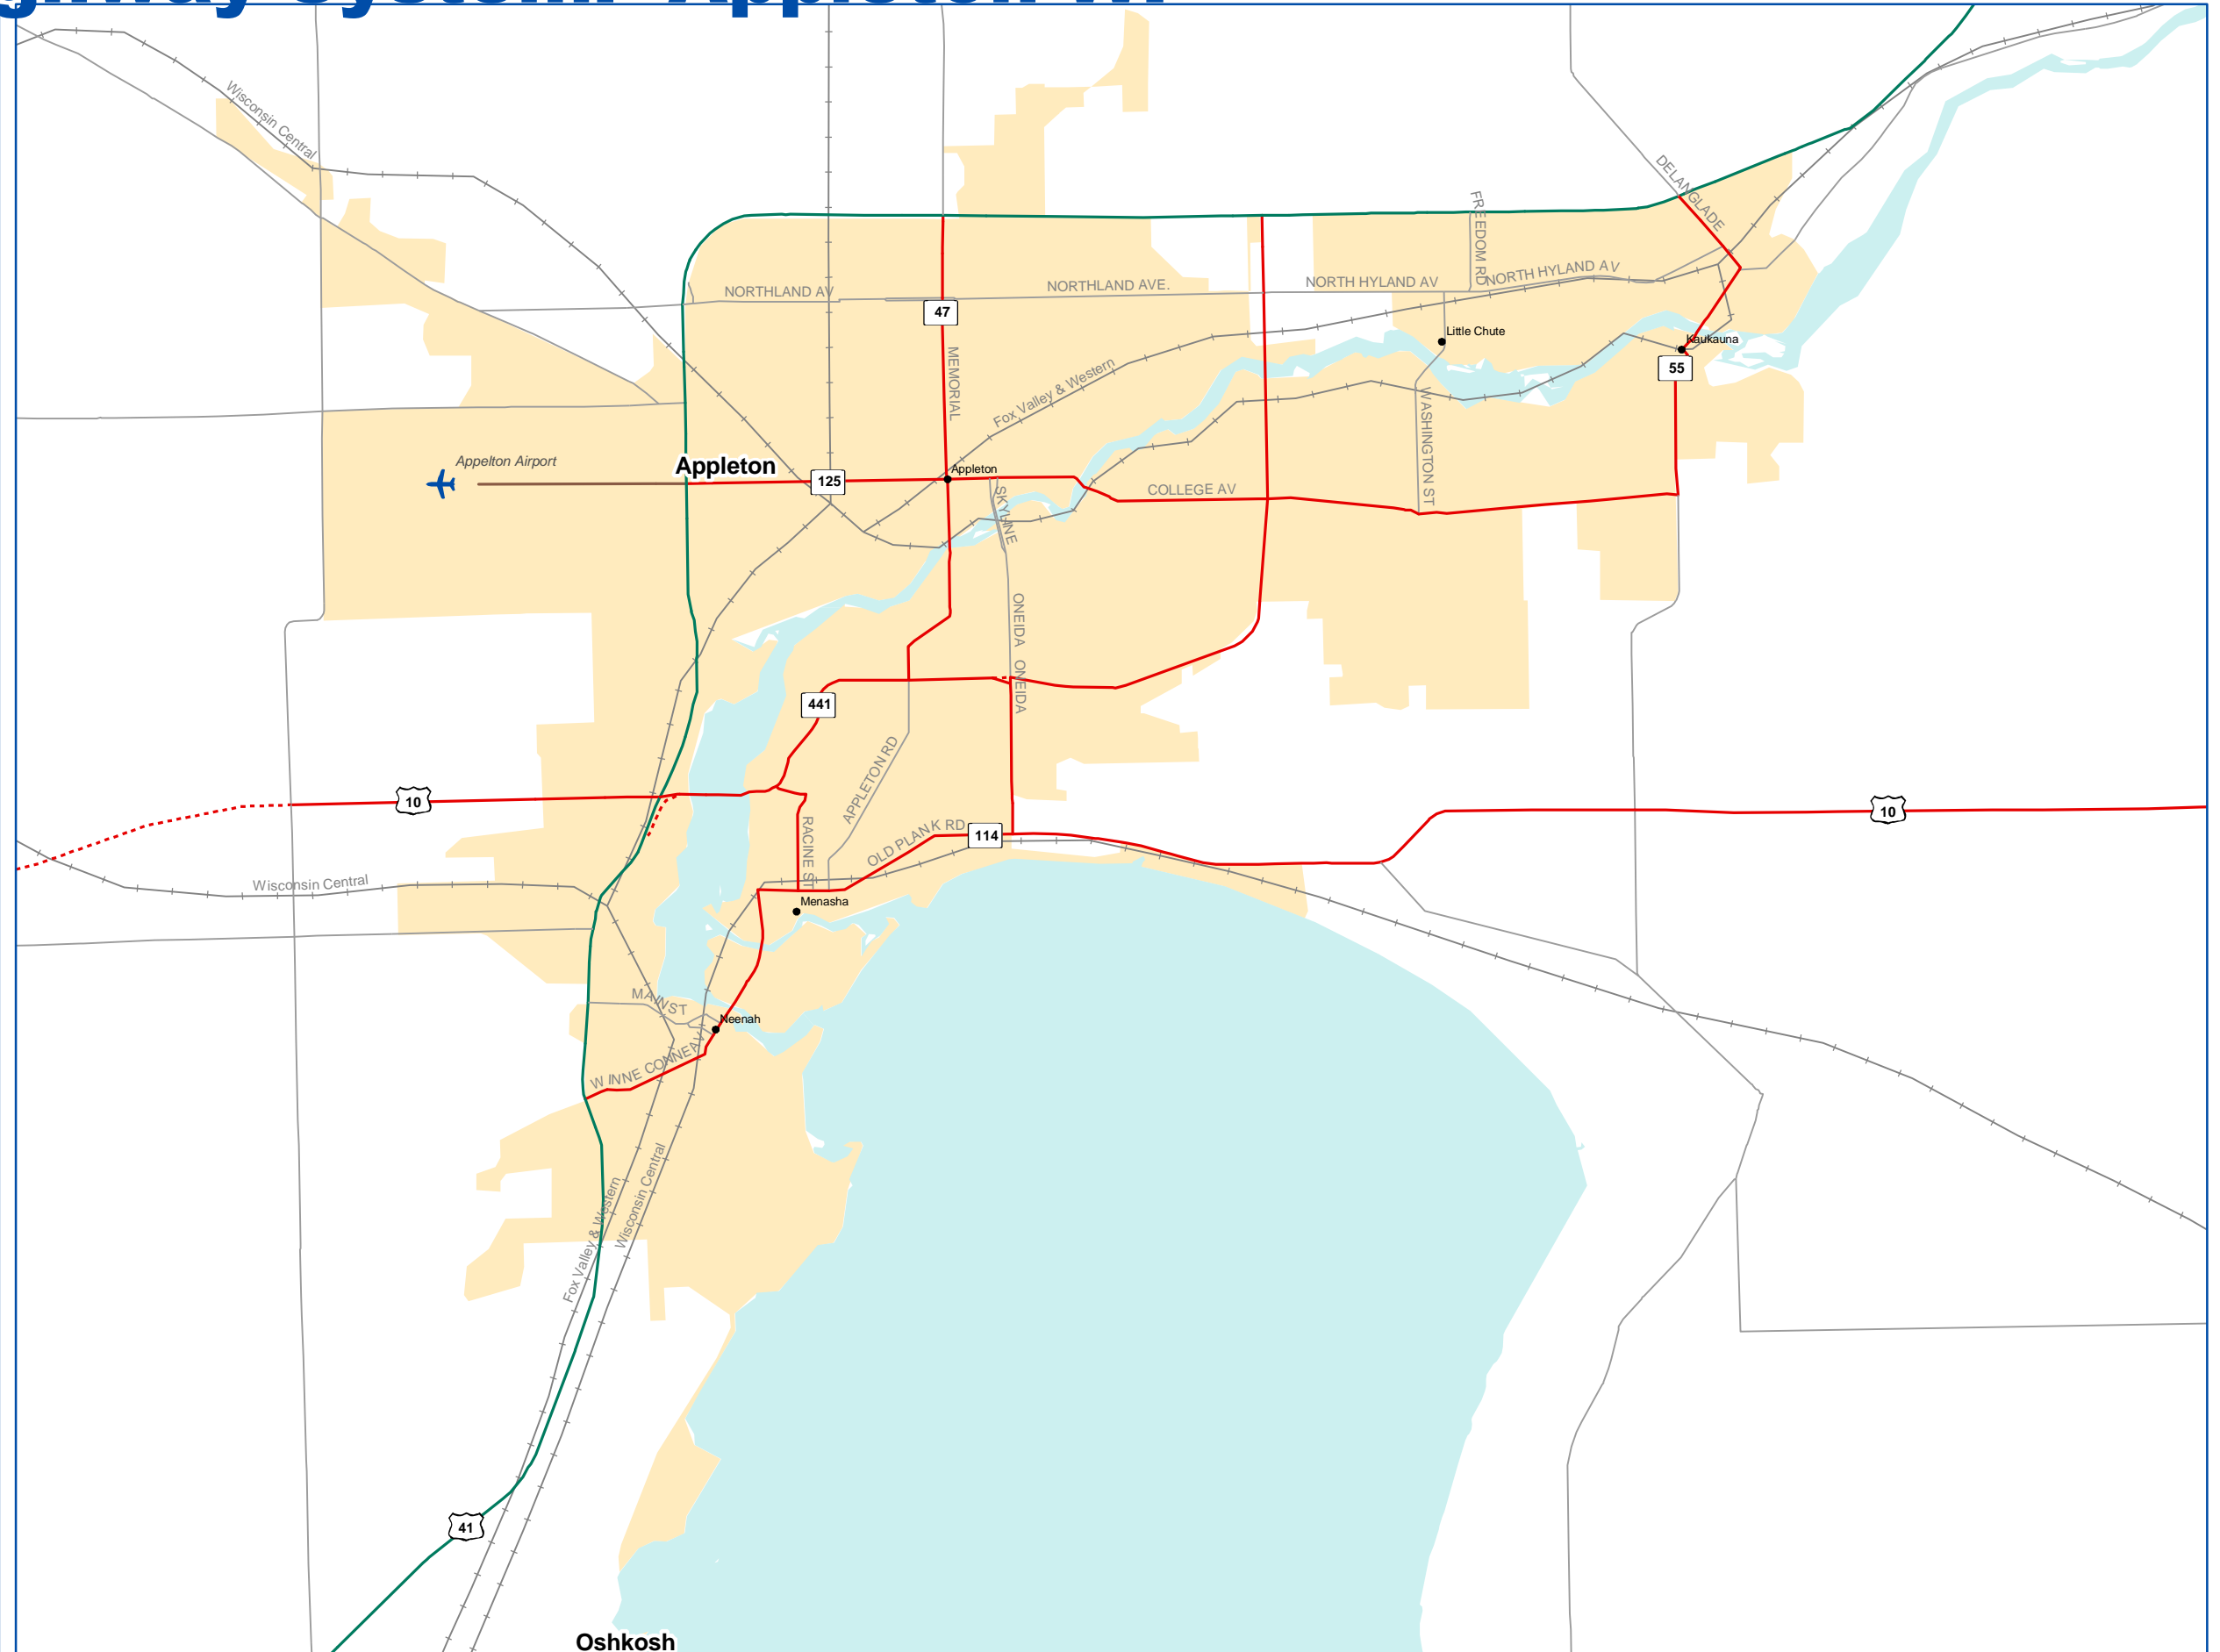 Appleton
Wisconsin Central
DELANGLADE
FREEDOM RD
NORTHLAND AV
NORTHLAND AVE.
NORTH HYLAND AV
NORTH HYLAND AV
47
Little Chute
Kaukauna
MEMORIAL
Fox Valley & Western
55
WASHINGTON ST
Appelton Airport
Appleton
125
Appleton
COLLEGE AV
SKYLINE
ONEIDA
ONEIDA
441
APPLETON RD
10
10
RACINE ST
OLD PLANK RD
114
Wisconsin Central
Menasha
MAIN ST
Neenah
WINNE CONNE AV
Fox Valley & Western
Wisconsin Central
41
Oshkosh